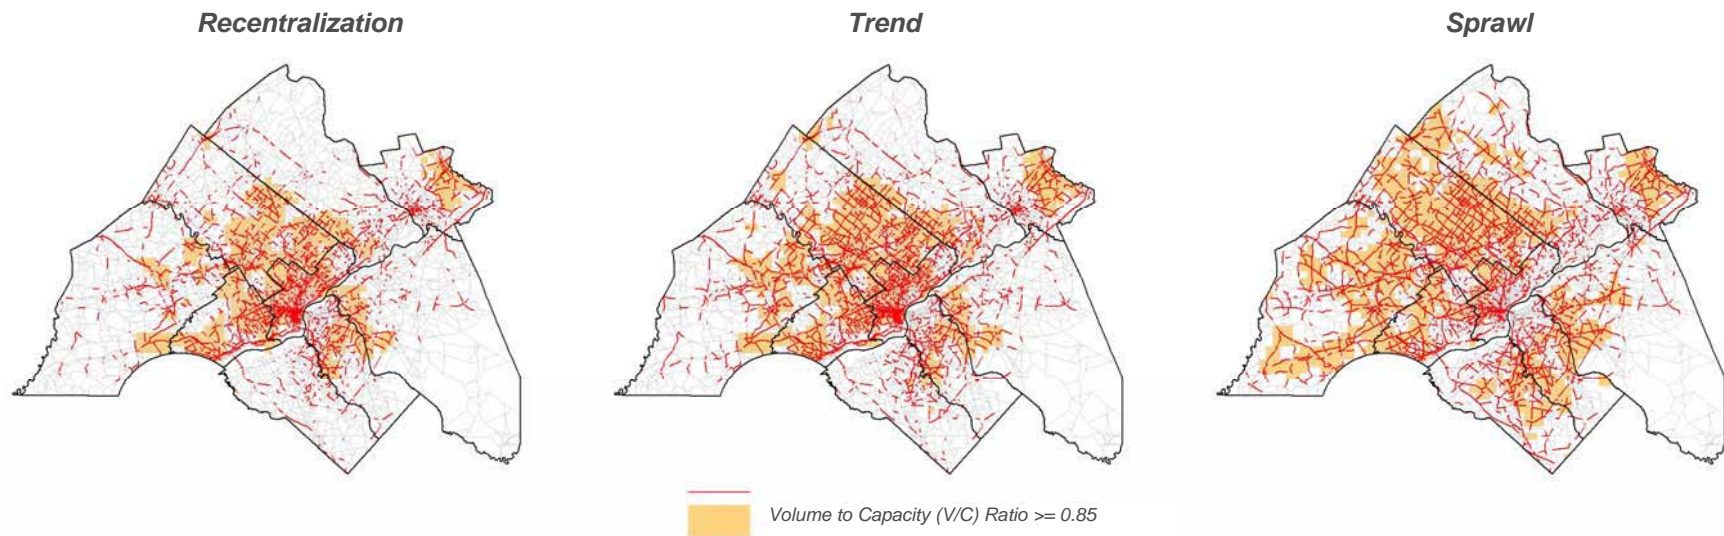 Recentralization
Trend
Sprawl
Volume to Capacity (V/C) Ratio >= 0.85